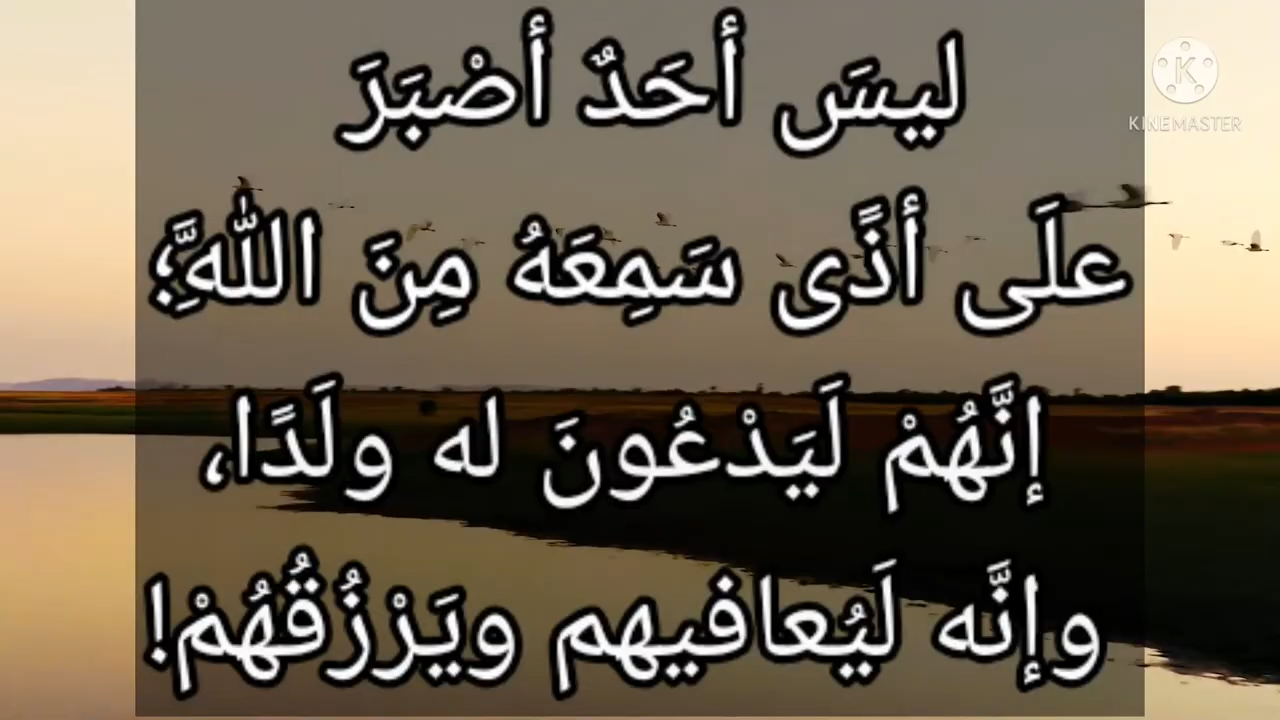 ليسَ أحَدٌ أصْبَرَ
علَى أذًى سَمِعَهُ مِنَ اللَّهِ؛
إنَّهُمْ لَيَدْعُونَ له ولَدًا،
وإنَّه لَيُعافيهم ويَرْزُقُهُمْ!
K
KINEMASTER